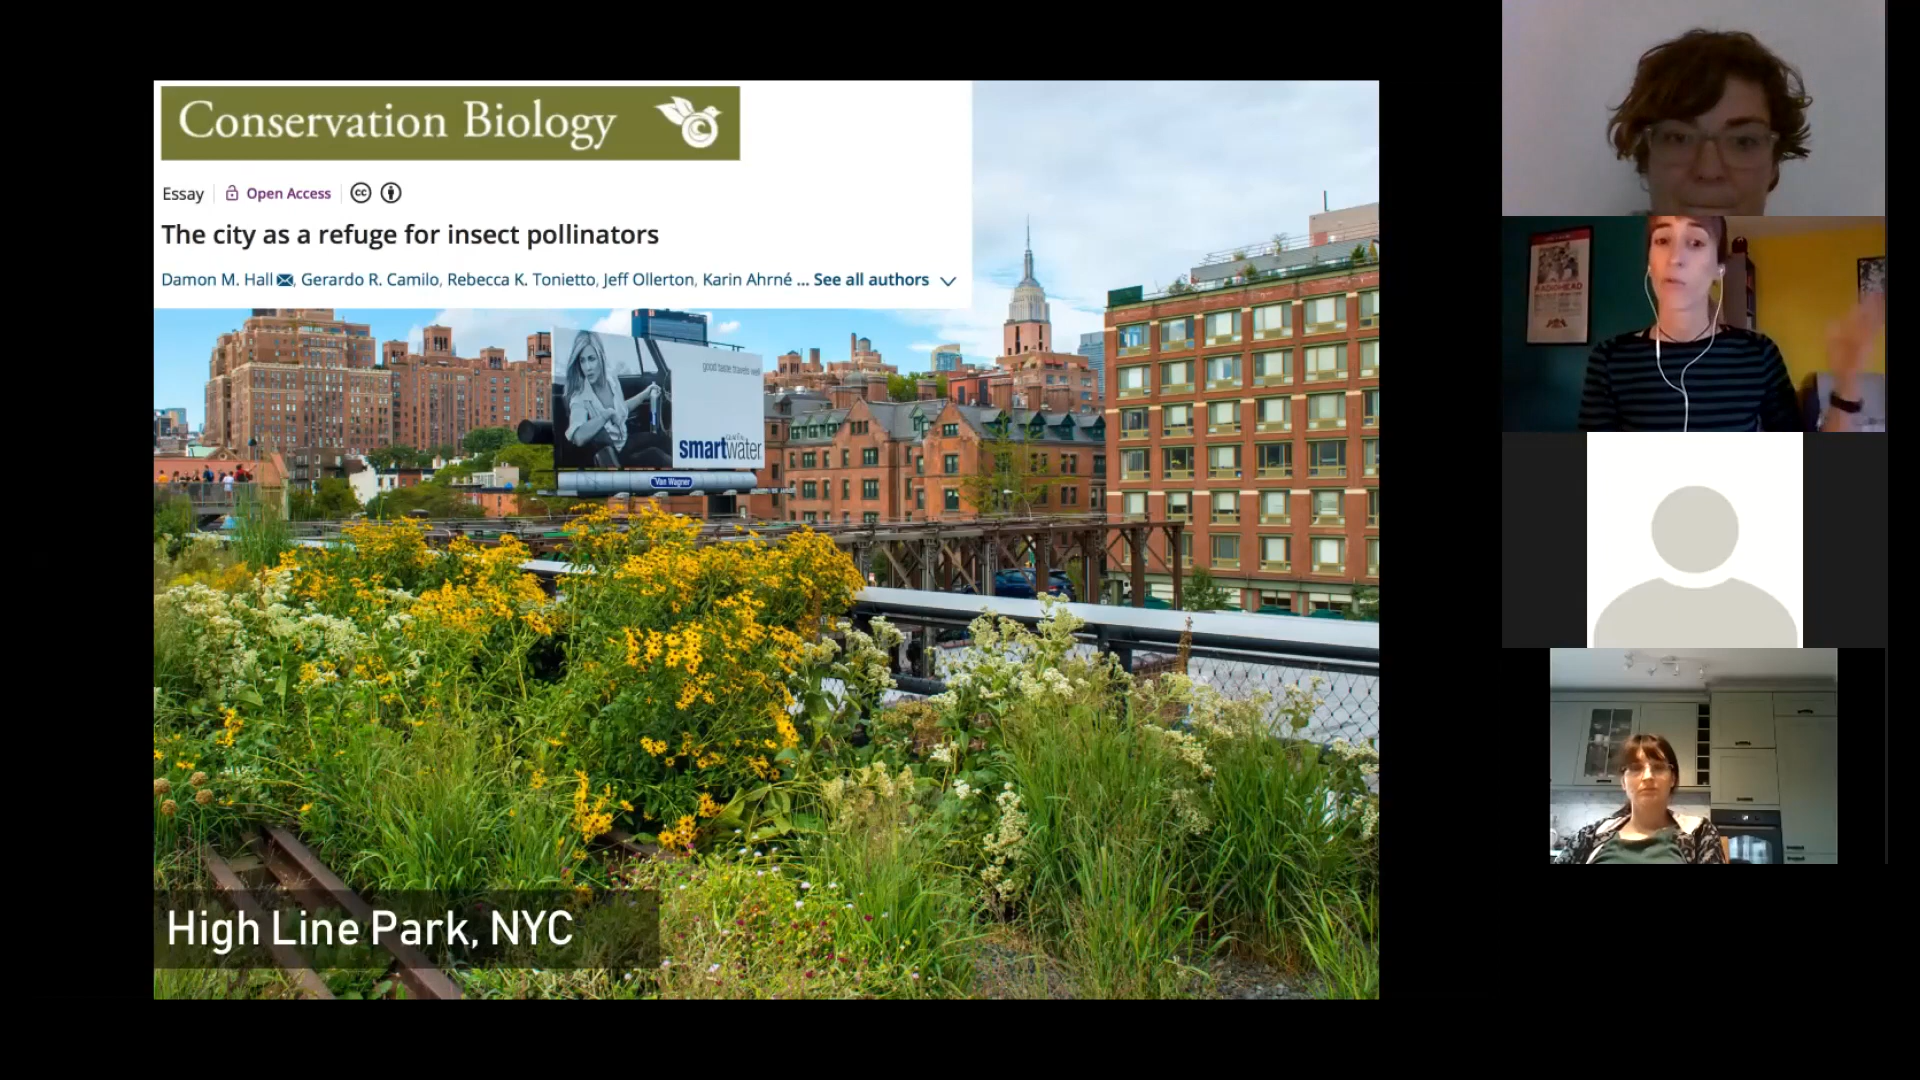 Conservation Biology
Essay Open Access
The city as a refuge for insect pollinators
Damon M. Hall, Gerardo R. Camilo, Rebecca K. Tonietto, Jeff Ollerton, Karin Ahrné ... See all authors
good taste travels well
smartwater
Van Wagner
High Line Park, NYC
RADIOHEAD